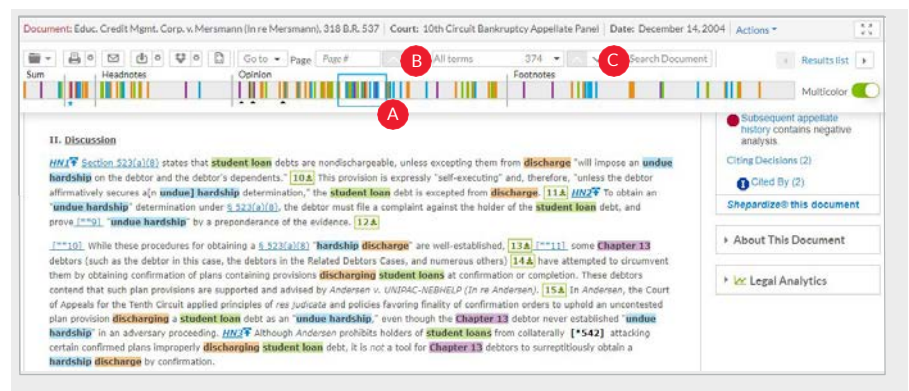 Document: Educ. Credit Mgmt. Corp. v. Mersmann (In re Mersmann), 318 B.R. 537 | Court: 10th Circuit Bankruptcy Appellate Panel | Date: December 14, 2004 | Actions
Go to Page Page # B All terms 374 C Search Document Results list
Sum Headnotes Opinion Footnotes
Multicolor
A
II. Discussion
HN1 Section 523(a)(8) states that student loan debts are nondischargeable, unless excepting them from discharge "will impose an undue
hardship on the debtor and the debtor's dependents." 10 This provision is expressly "self-executing" and, therefore, "unless the debtor
affirmatively secures a[n undue] hardship determination," the student loan debt is excepted from discharge. 11 HN2 To obtain an
"undue hardship" determination under § 523(a)(8), the debtor must file a complaint against the holder of the student loan debt, and
prove [**9] "undue hardship" by a preponderance of the evidence. 12
[**10] While these procedures for obtaining a § 523(a)(8) "hardship discharge" are well-established, 13 [**11] some Chapter 13
debtors (such as the debtor in this case, the debtors in the Related Debtors Cases, and numerous others) 14 have attempted to circumvent
them by obtaining confirmation of plans containing provisions discharging student loans at confirmation or completion. These debtors
contend that such plan provisions are supported and advised by Andersen v. UNIPAC-NEBHELP (In re Andersen). 15 In Andersen, the Court
of Appeals for the Tenth Circuit applied principles of res judicata and policies favoring finality of confirmation orders to uphold an uncontested
plan provision discharging a student loan debt as an "undue hardship," even though the Chapter 13 debtor never established "undue
hardship" in an adversary proceeding. HN3 Although Andersen prohibits holders of student loans from collaterally [*542] attacking
certain confirmed plans improperly discharging student loan debt, it is not a tool for Chapter 13 debtors to surreptitiously obtain a
hardship discharge by confirmation.
Subsequent appellate
history contains negative
analysis
Citing Decisions (2)
Cited By (2)
Shepardize® this document
About This Document
Legal Analytics